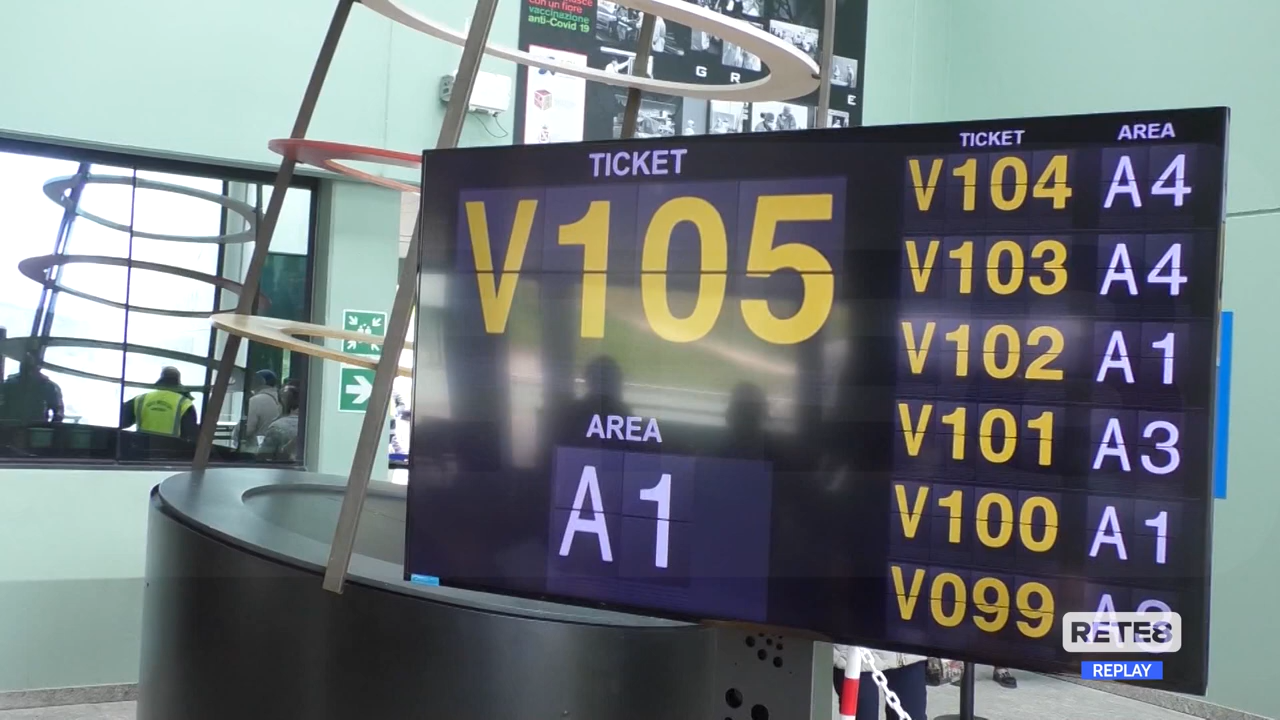 con un fiore
vaccinazione
anti-Covid 19
G R
E
TICKET
V105
AREA
A1
TICKET AREA
V104 A4
V103 A4
V102 A1
V101 A3
V100 A1
V099
RETE8
REPLAY